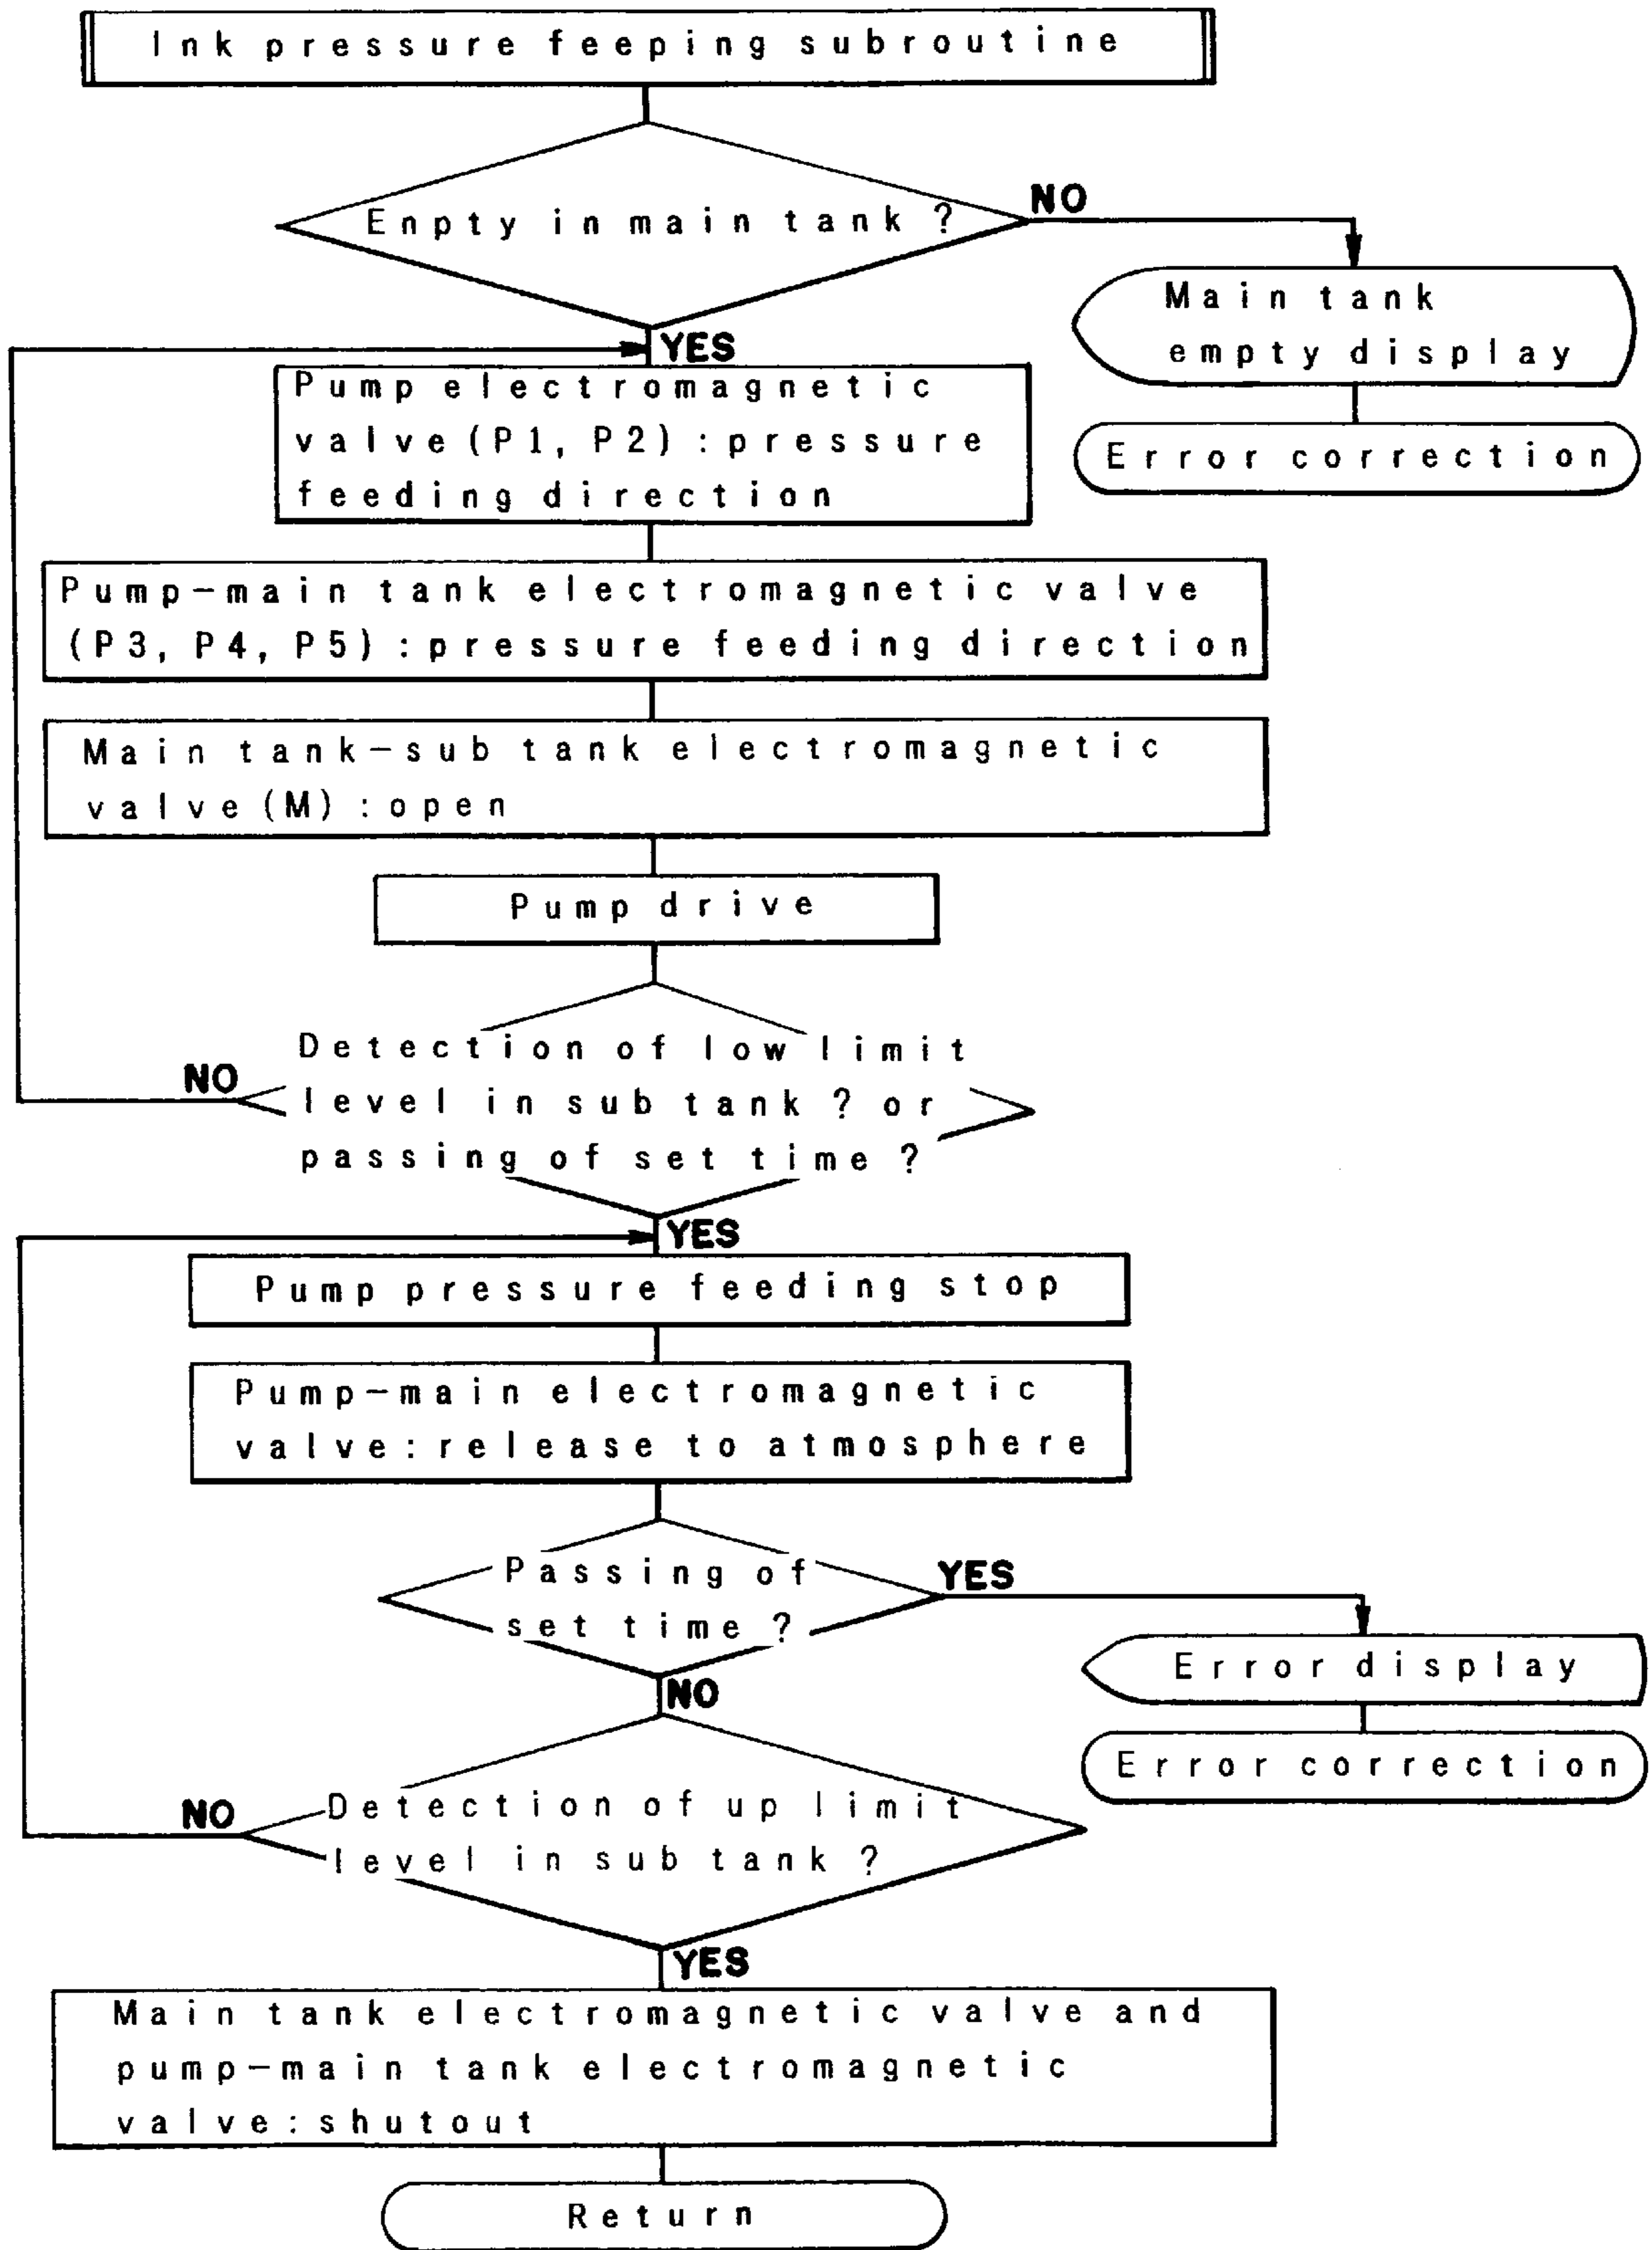 Ink pressure feeping subroutine
Enpty in main tank ?
NO
Main tank
empty display
Error correction
YES
Pump electromagnetic
valve(P1, P2) :pressure
feeding direction
Pump-main tank electromagnetic valve
(P3, P4, P5) :pressure feeding direction
Main tank-sub tank electromagnetic
valve(M) :open
Pump drive
Detection of low limit
level in sub tank ? or
passing of set time ?
NO
YES
Pump pressure feeding stop
Pump-main electromagnetic
valve:release to atmosphere
Passing of
set time ?
YES
Error display
Error correction
NO
Detection of up limit
level in sub tank ?
NO
YES
Main tank electromagnetic valve and
pump-main tank electromagnetic
valve:shutout
Return